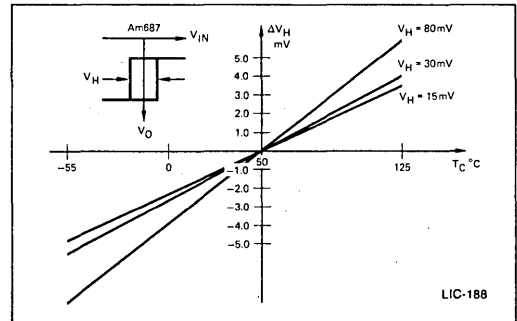 Am687
V_IN
V_H
V_O
ΔV_H
mV
5.0
4.0
3.0
2.0
1.0
-1.0
-2.0
-3.0
-4.0
-5.0
V_H = 80mV
V_H = 30mV
V_H = 15mV
-55
0
50
125
T_C °C
LIC-188